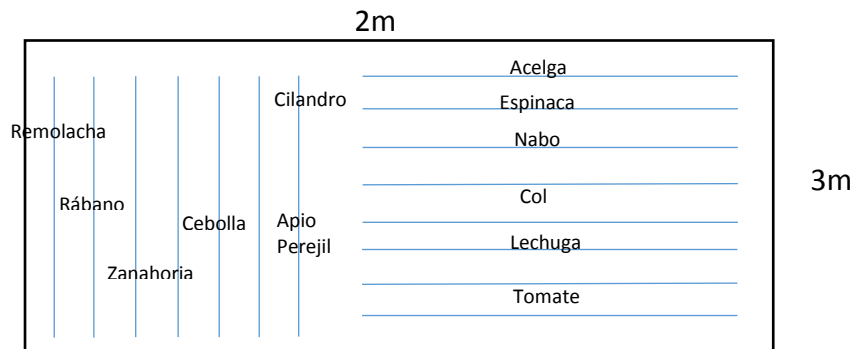 2m
Acelga
Cilandro
Espinaca
Remolacha
Nabo
3m
Rábano
Col
Cebolla
Apio
Perejil
Lechuga
Zanahoria
Tomate